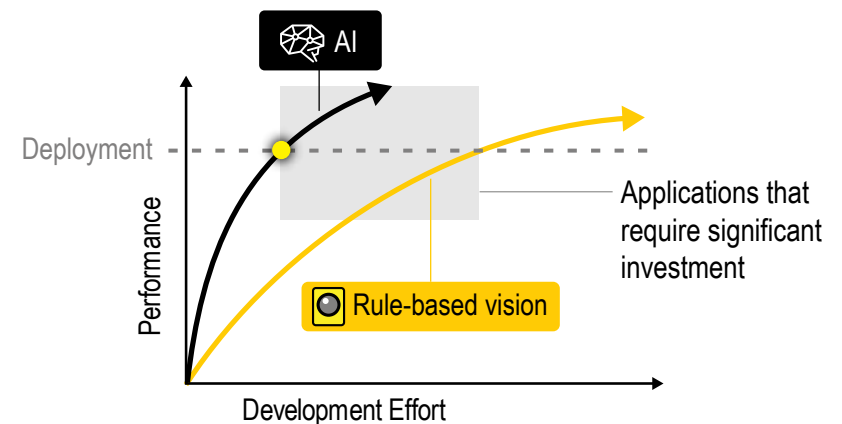 AI
Deployment
Performance
Applications that
require significant
investment
Rule-based vision
Development Effort